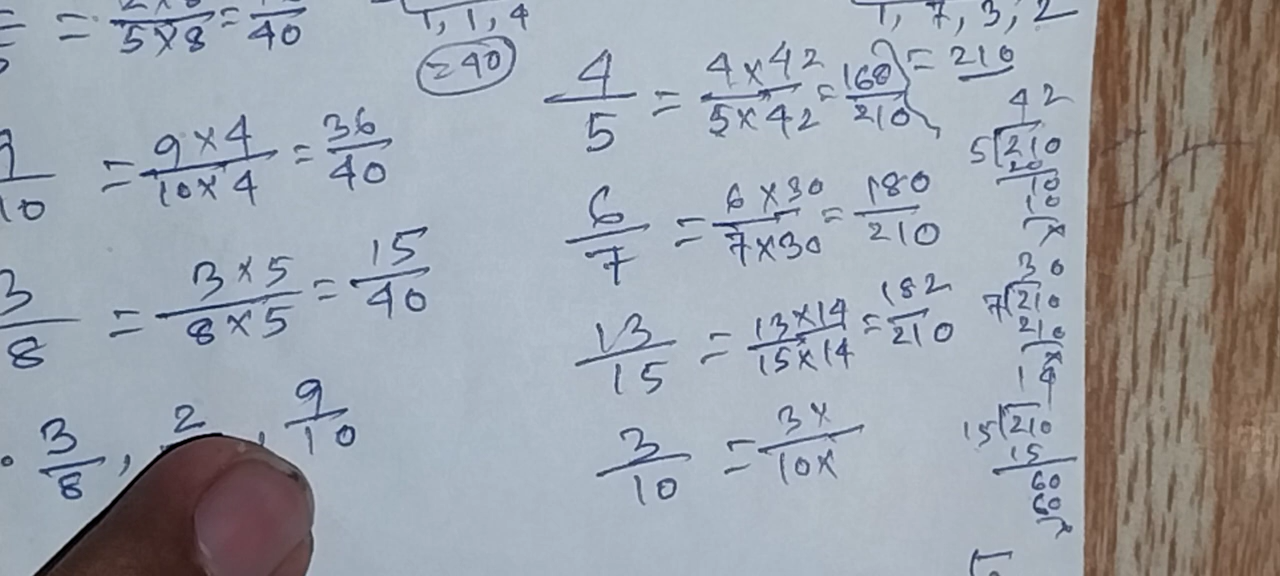 = 5×8 = 40
1, 1, 4
= 40
9/10 = 9×4/10×4 = 36/40
3/8 = 3×5/8×5 = 15/40
3/8, 2 , 9/10
1, 7, 3, 2
= 210
4/5 = 4×42/5×42 = 168/210
6/7 = 6×30/7×30 = 180/210
13/15 = 13×14/15×14 = 182/210
3/10 = 3×/10×
42
5√210
20
10
10
×
30
7√210
210
×
14
15√210
15
60
60
×